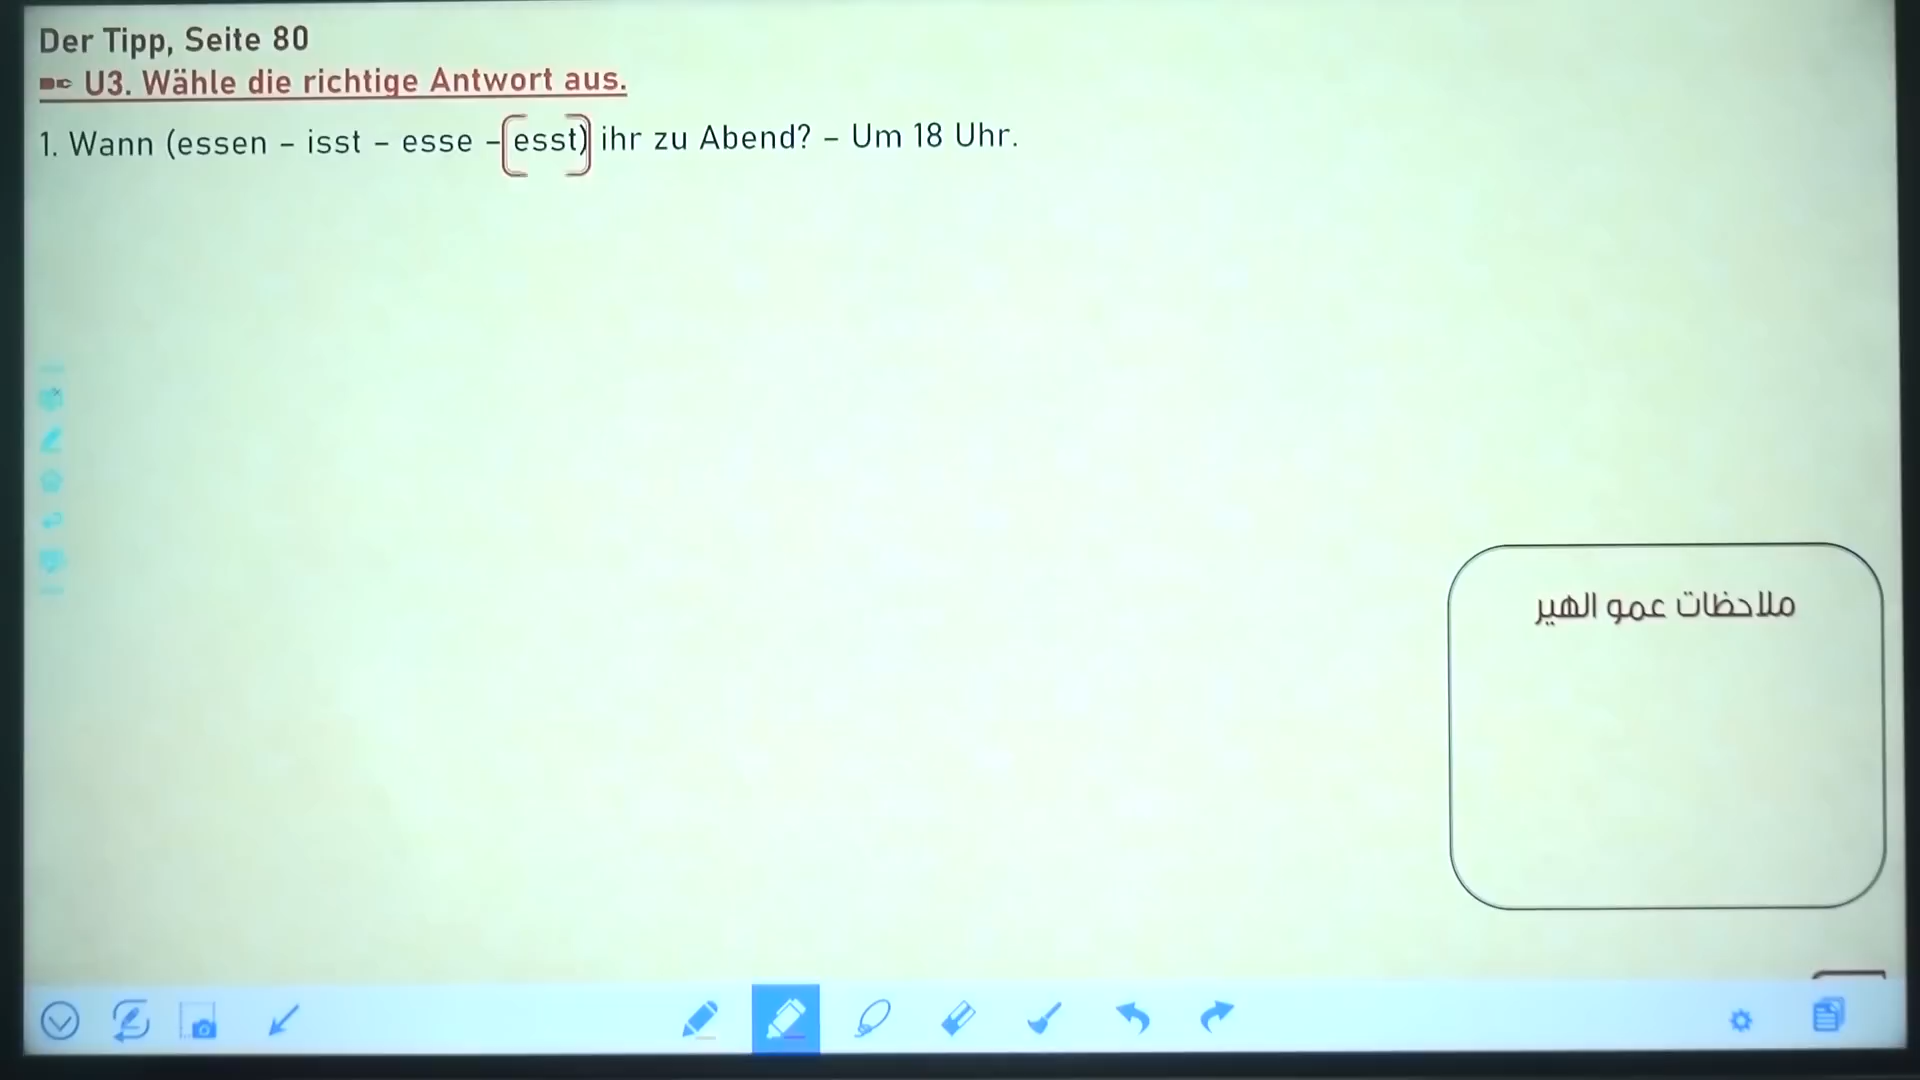 Der Tipp, Seite 80
U3. Wähle die richtige Antwort aus.
1. Wann (essen – isst – esse – esst) ihr zu Abend? – Um 18 Uhr.
ملاحظات عمو الهير